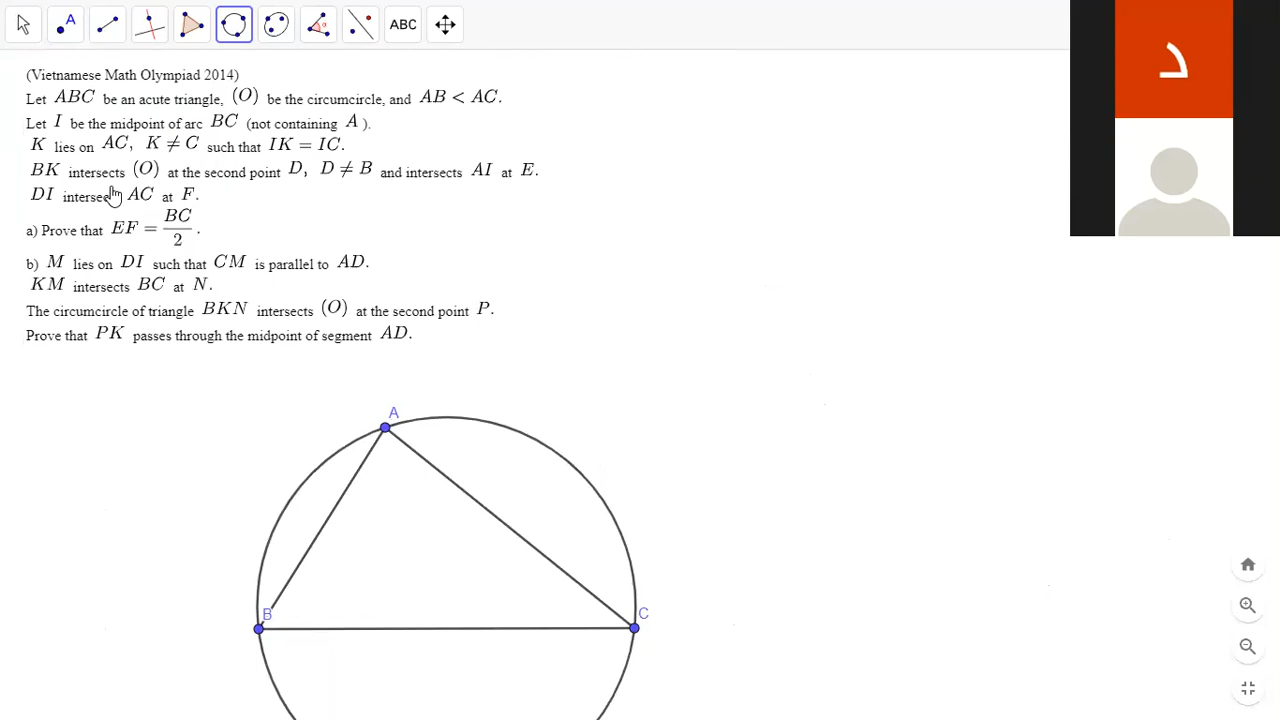 A
ABC
ד
(Vietnamese Math Olympiad 2014)
Let ABC be an acute triangle, (O) be the circumcircle, and AB < AC.
Let I be the midpoint of arc BC (not containing A ).
K lies on AC, K ≠ C such that IK = IC.
BK intersects (O) at the second point D, D ≠ B and intersects AI at E.
DI intersec AC at F.
a) Prove that EF = BC/2 .
b) M lies on DI such that CM is parallel to AD.
KM intersects BC at N.
The circumcircle of triangle BKN intersects (O) at the second point P.
Prove that PK passes through the midpoint of segment AD.
A
B
C